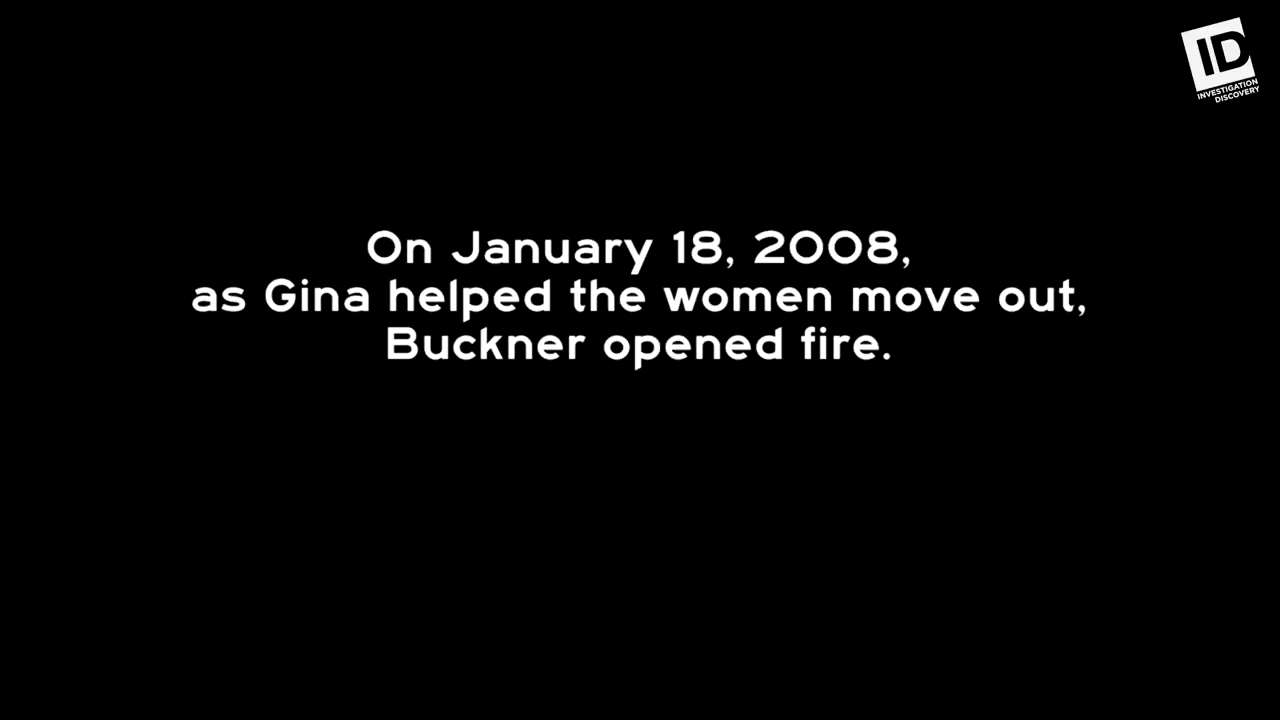 ID
INVESTIGATION
DISCOVERY
On January 18, 2008,
as Gina helped the women move out,
Buckner opened fire.